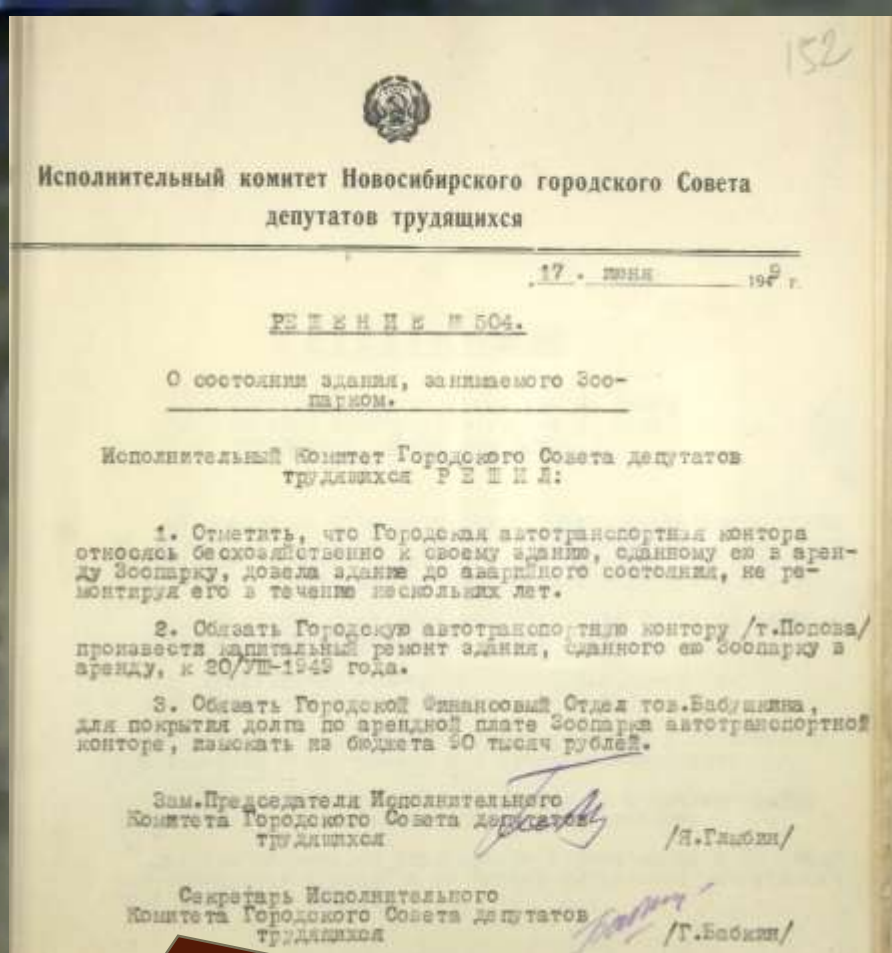 152
Исполнительный комитет Новосибирского городского Совета
депутатов трудящихся
17. июня 1949 г.
РЕШЕНИЕ № 504.
О состоянии здания, занимаемого Зоо-
парком.
Исполнительный Комитет Городского Совета депутатов
трудящихся РЕШИЛ:
1. Отметить, что Городская автотранспортная контора
относясь бесхозяйственно к своему зданию, сданному ею в арен-
ду Зоопарку, довела здание до аварийного состояния, не ре-
монтируя его в течение нескольких лет.
2. Обязать Городскую автотранспортную контору /т.Попова/
произвести капитальный ремонт здания, сданного ею Зоопарку в
аренду, к 20/УШ-1949 года.
3. Обязать Городской Финансовый Отдел тов.Бабушкина,
для покрытия долга по арендной плате Зоопарка автотранспортной
конторе, изыскать из бюджета 90 тысяч рублей.
Зам.Председателя Исполнительного
Комитета Городского Совета депутатов
трудящихся /Я.Глыбин/
Секретарь Исполнительного
Комитета Городского Совета депутатов
трудящихся /Г.Бабкин/